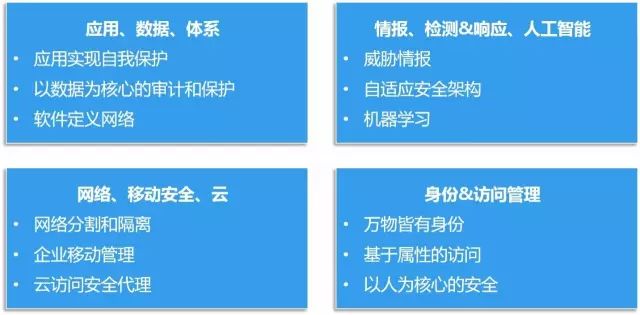 应用、数据、体系
• 应用实现自我保护
• 以数据为核心的审计和保护
• 软件定义网络
情报、检测&响应、人工智能
• 威胁情报
• 自适应安全架构
• 机器学习
网络、移动安全、云
• 网络分割和隔离
• 企业移动管理
• 云访问安全代理
身份&访问管理
• 万物皆有身份
• 基于属性的访问
• 以人为核心的安全